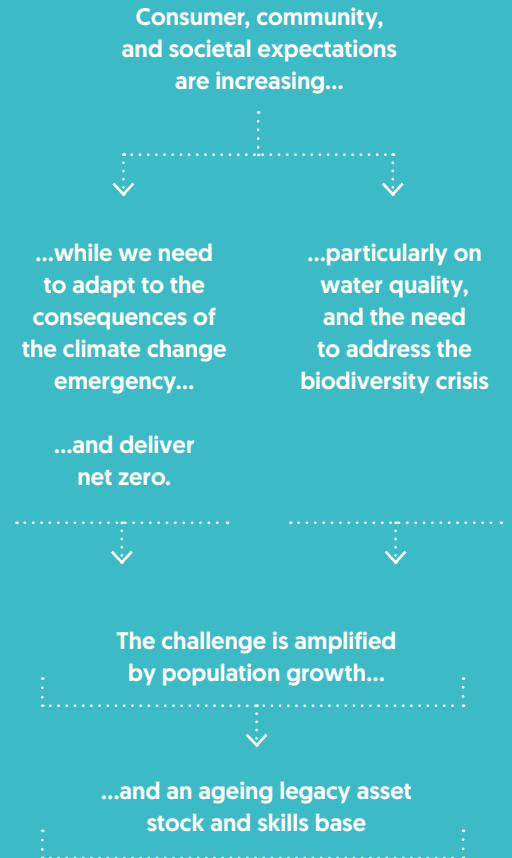 Consumer, community,
and societal expectations
are increasing...
...while we need
to adapt to the
consequences of
the climate change
emergency...
...and deliver
net zero.
...particularly on
water quality,
and the need
to address the
biodiversity crisis
The challenge is amplified
by population growth...
...and an ageing legacy asset
stock and skills base